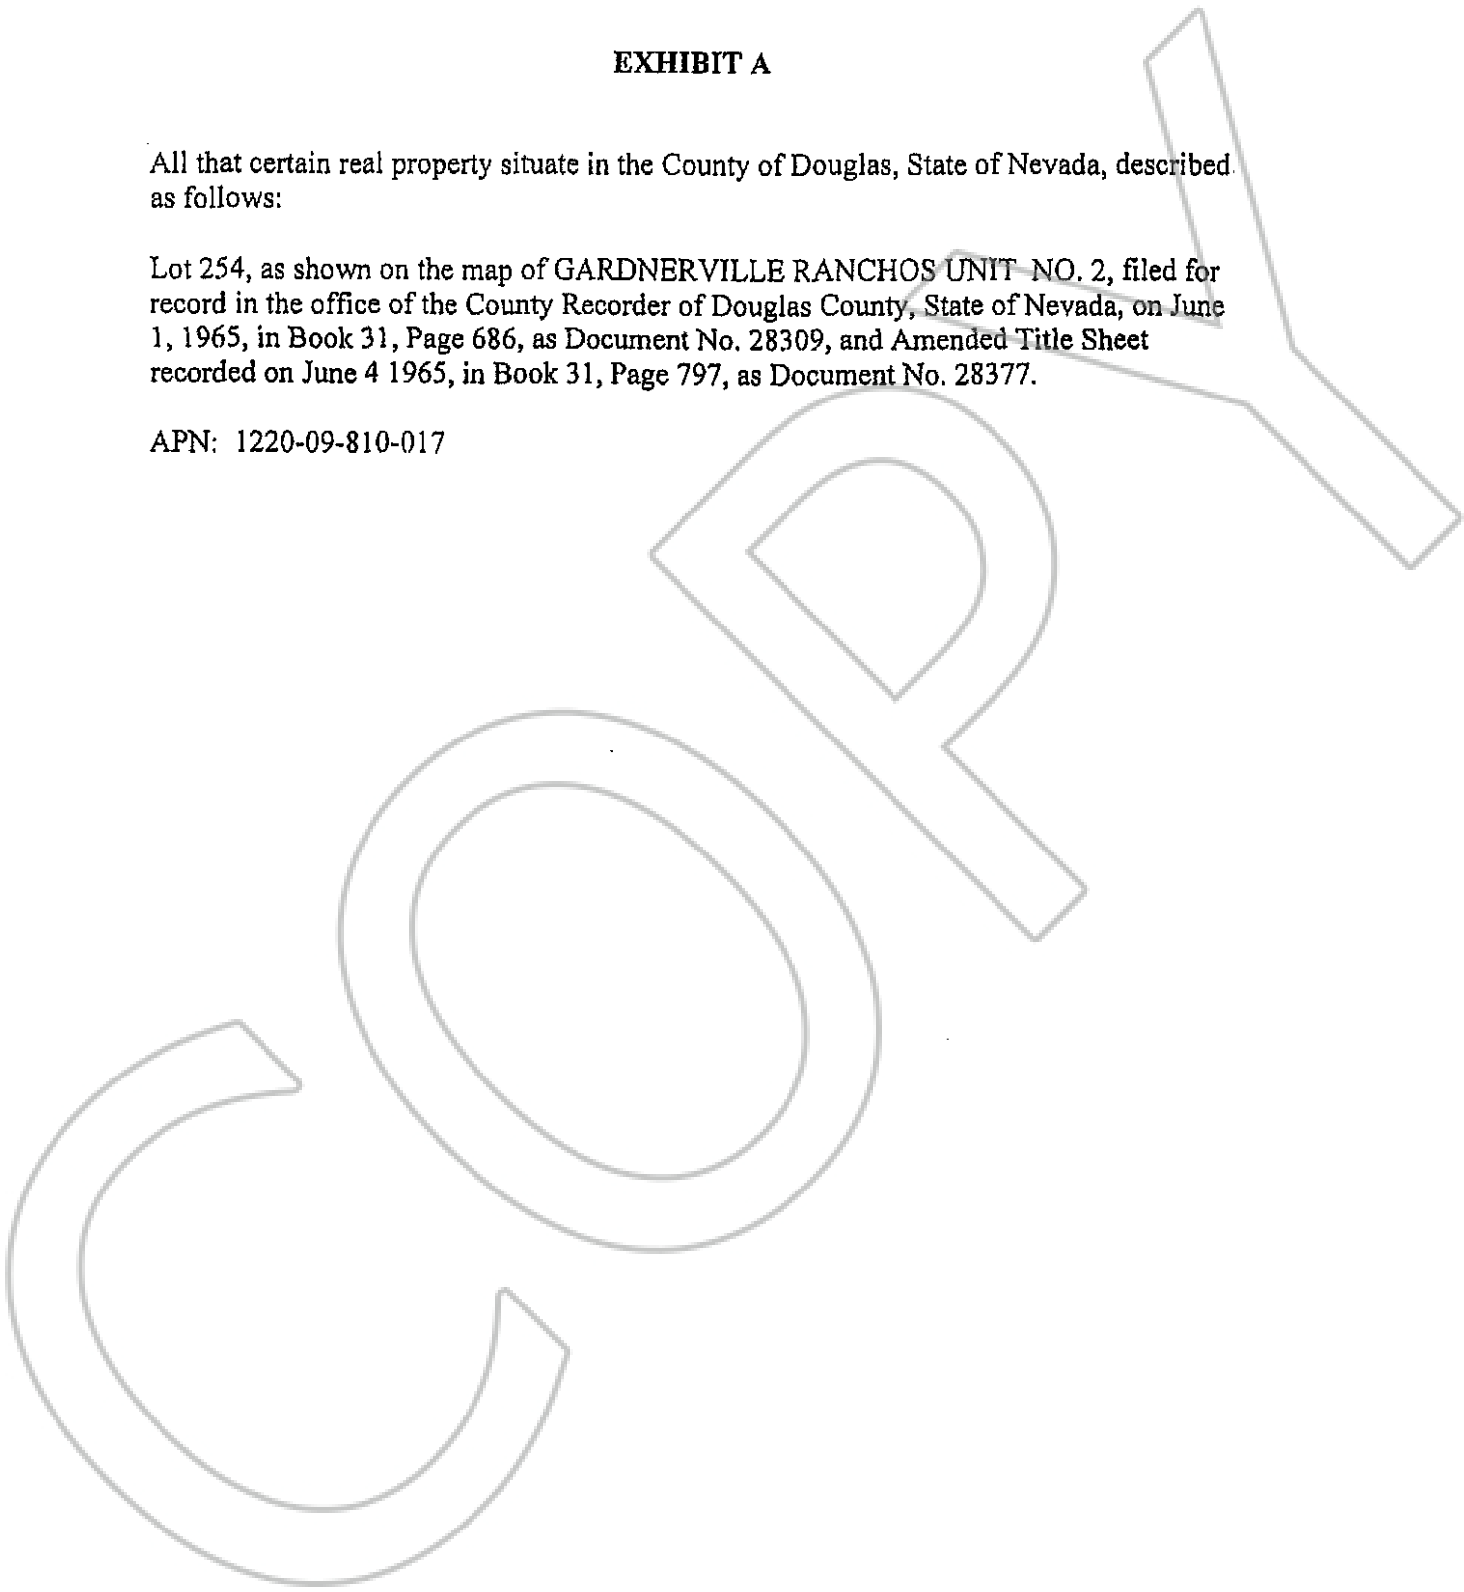 EXHIBIT A
All that certain real property situate in the County of Douglas, State of Nevada, described
as follows:
Lot 254, as shown on the map of GARDNERVILLE RANCHOS UNIT NO. 2, filed for
record in the office of the County Recorder of Douglas County, State of Nevada, on June
1, 1965, in Book 31, Page 686, as Document No. 28309, and Amended Title Sheet
recorded on June 4 1965, in Book 31, Page 797, as Document No. 28377.
APN: 1220-09-810-017
COPY